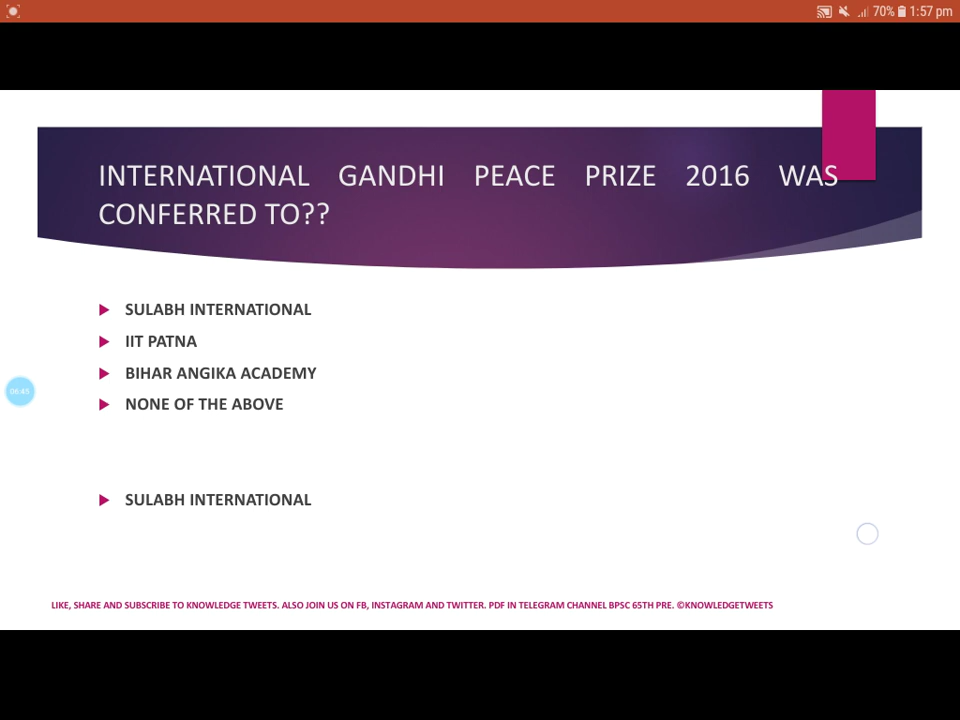 70% 1:57 pm
INTERNATIONAL GANDHI PEACE PRIZE 2016 WAS
CONFERRED TO??
SULABH INTERNATIONAL
IIT PATNA
BIHAR ANGIKA ACADEMY
NONE OF THE ABOVE
06:45
SULABH INTERNATIONAL
LIKE, SHARE AND SUBSCRIBE TO KNOWLEDGE TWEETS. ALSO JOIN US ON FB, INSTAGRAM AND TWITTER. PDF IN TELEGRAM CHANNEL BPSC 65TH PRE. ©KNOWLEDGETWEETS